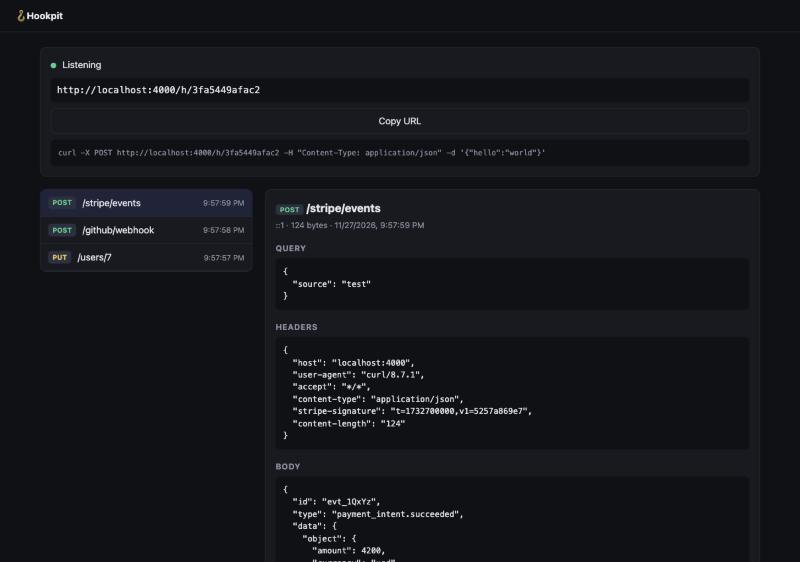 Hookpit
Listening
http://localhost:4000/h/3fa5449afac2
Copy URL
curl -X POST http://localhost:4000/h/3fa5449afac2 -H "Content-Type: application/json" -d '{"hello":"world"}'
POST /stripe/events 9:57:59 PM
POST /github/webhook 9:57:58 PM
PUT /users/7 9:57:57 PM
POST /stripe/events
::1 · 124 bytes · 11/27/2026, 9:57:59 PM
QUERY
{
"source": "test"
}
HEADERS
{
"host": "localhost:4000",
"user-agent": "curl/8.7.1",
"accept": "*/*",
"content-type": "application/json",
"stripe-signature": "t=1732700000,v1=5257a869e7",
"content-length": "124"
}
BODY
{
"id": "evt_1QxYz",
"type": "payment_intent.succeeded",
"data": {
"object": {
"amount": 4200,